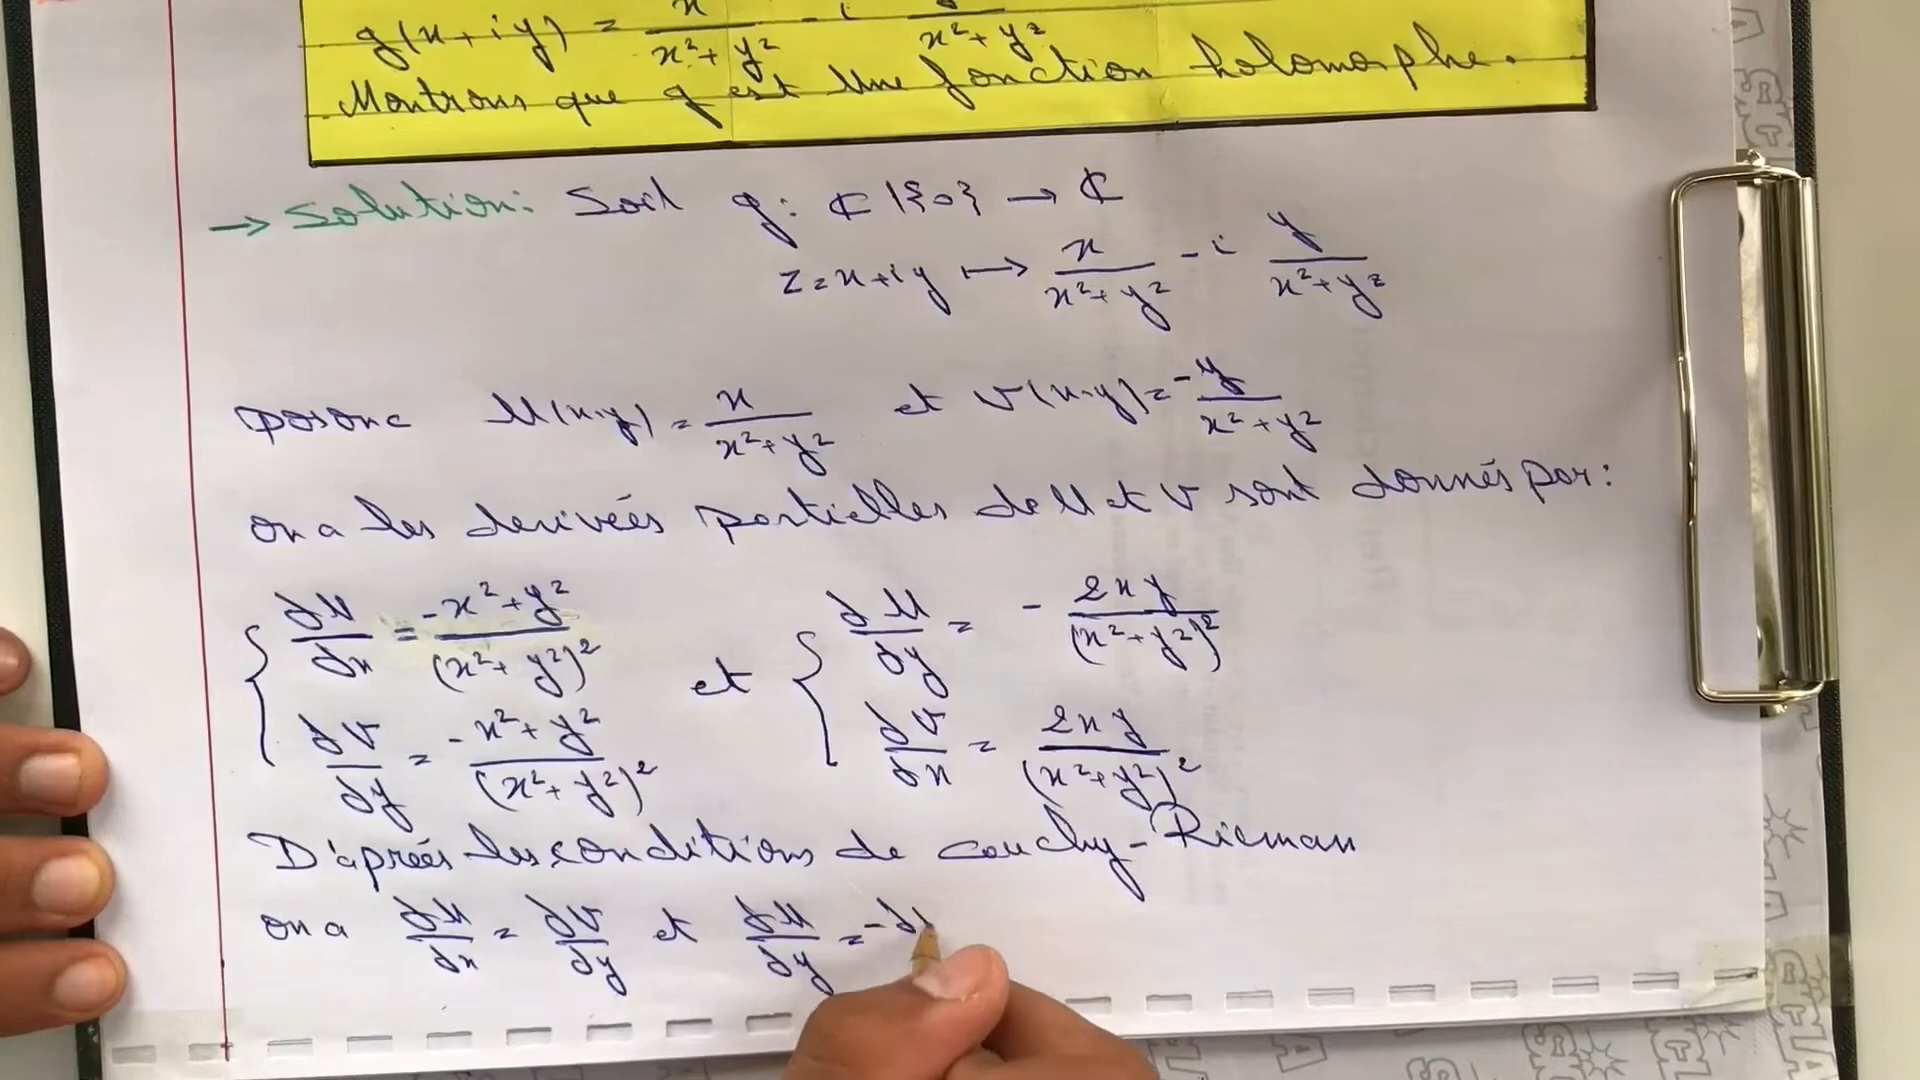 g(x+iy) = x/(x²+y²) - i y/(x²+y²)
Montrons que g est une fonction holomorphe.
→ Solution: Soit g: ℂ\{0} → ℂ
z=x+iy ↦ x/(x²+y²) - i y/(x²+y²)
posons U(x,y) = x/(x²+y²) et V(x,y) = -y/(x²+y²)
on a les derivées partielles de U et V sont donnés par:
{ ∂U/∂x = (-x²+y²)/(x²+y²)² et { ∂U/∂y = - 2xy/(x²+y²)²
∂V/∂y = (-x²+y²)/(x²+y²)² ∂V/∂x = 2xy/(x²+y²)²
D'aprées les conditions de couchy-Rieman
on a ∂U/∂x = ∂V/∂y et ∂U/∂y = -∂